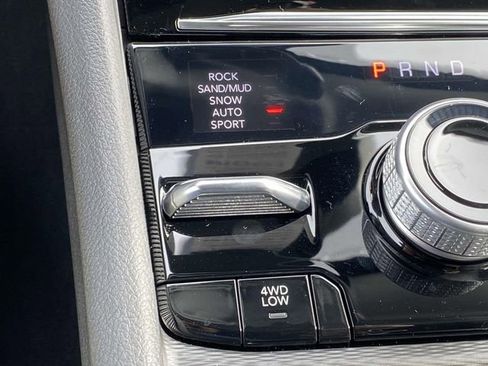 P R N D
ROCK
SAND/MUD
SNOW
AUTO
SPORT
4WD
LOW